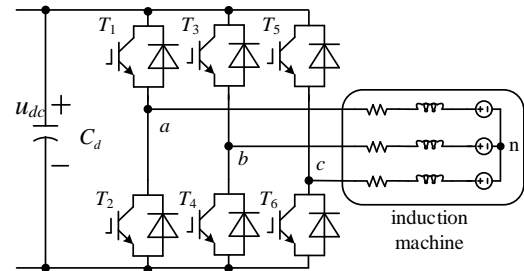 T1 T3 T5
udc + Cd −
a
b
c
n
T2 T4 T6
induction
machine